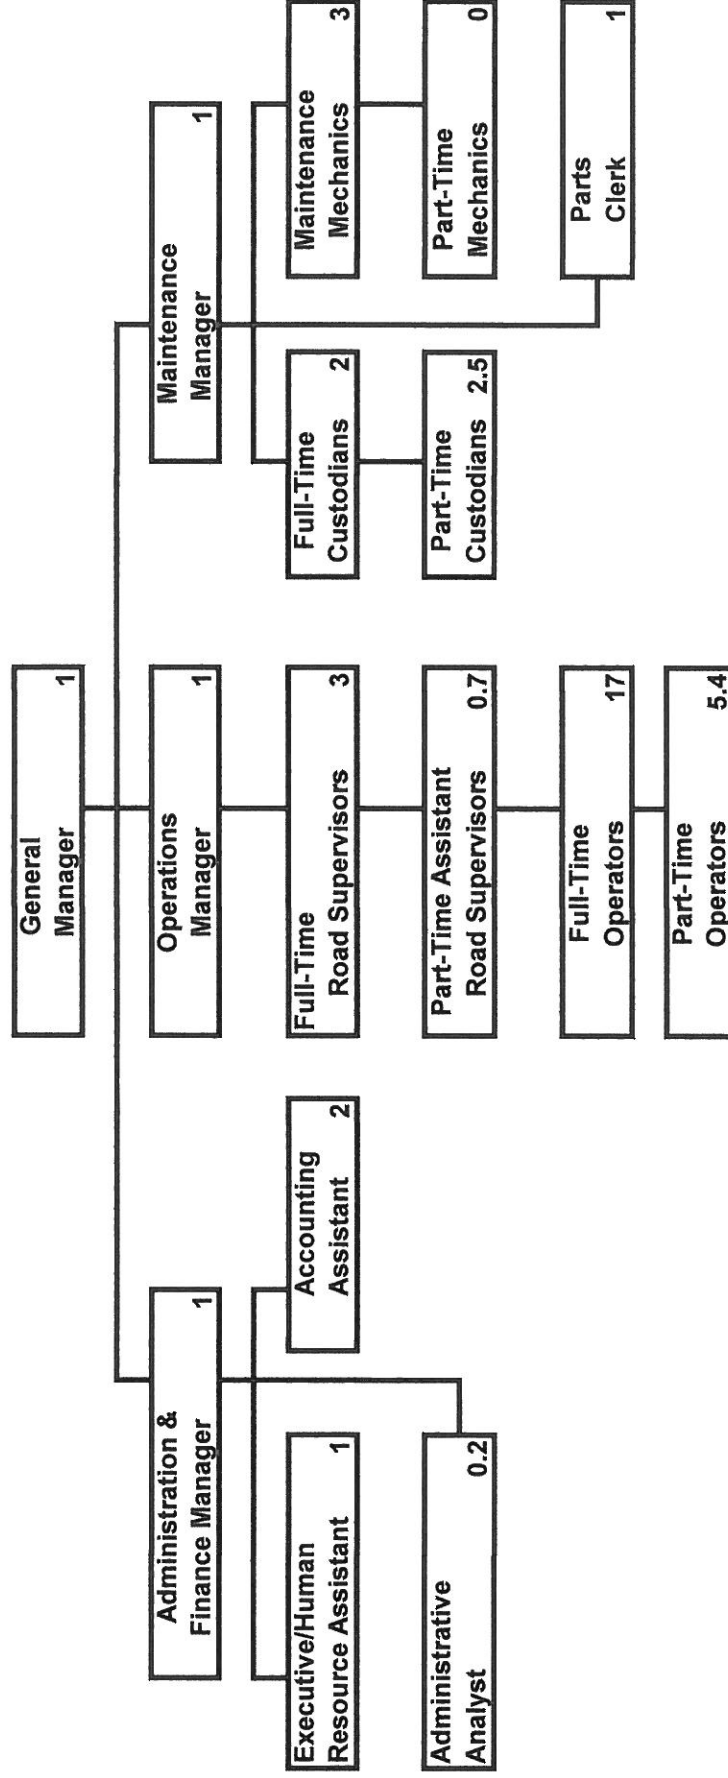 General
Manager
1
Administration &
Finance Manager
1
Operations
Manager
1
Maintenance
Manager
1
Executive/Human
Resource Assistant
1
Accounting
Assistant
2
Full-Time
Road Supervisors
3
Full-Time
Custodians
2
Maintenance
Mechanics
3
Administrative
Analyst
0.2
Part-Time Assistant
Road Supervisors
0.7
Part-Time
Custodians
2.5
Part-Time
Mechanics
0
Full-Time
Operators
17
Parts
Clerk
1
Part-Time
Operators
5.4